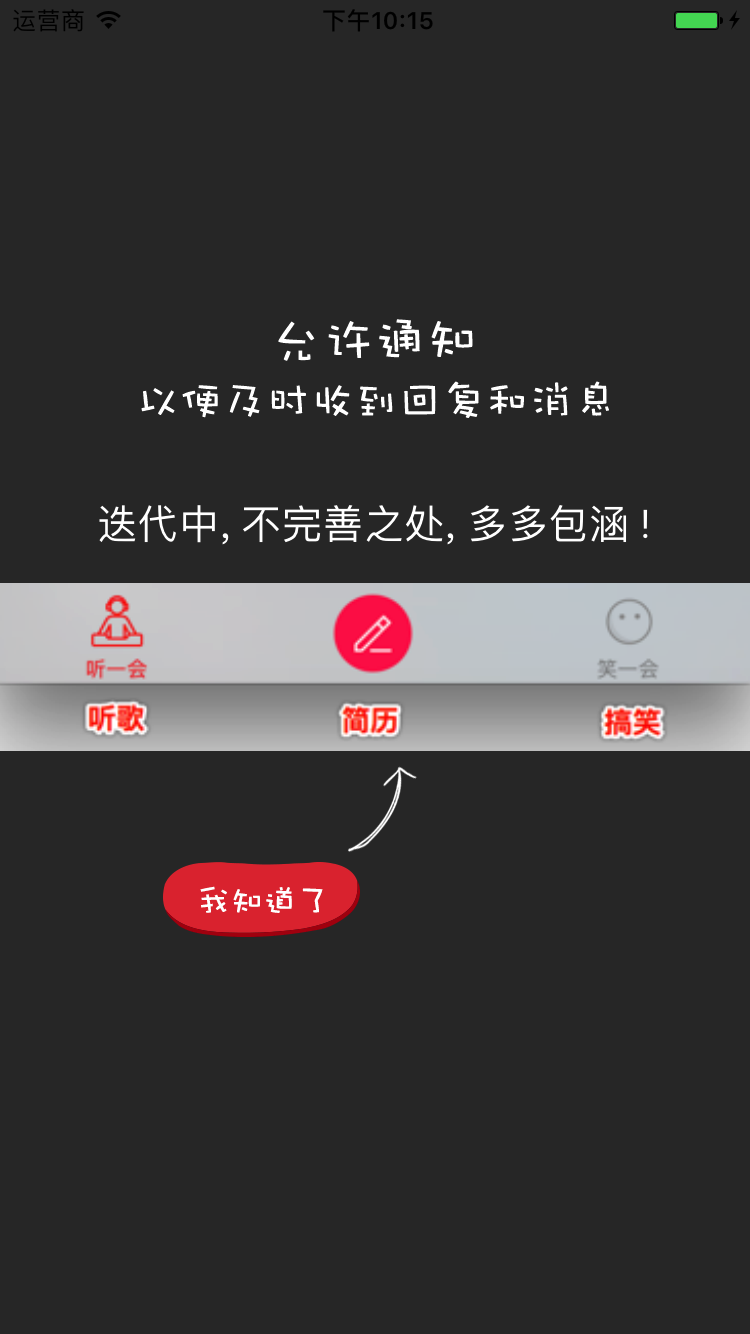 运营商 下午10:15
允许通知
以便及时收到回复和消息
迭代中, 不完善之处, 多多包涵 !
听一会 笑一会
听歌 简历 搞笑
我知道了